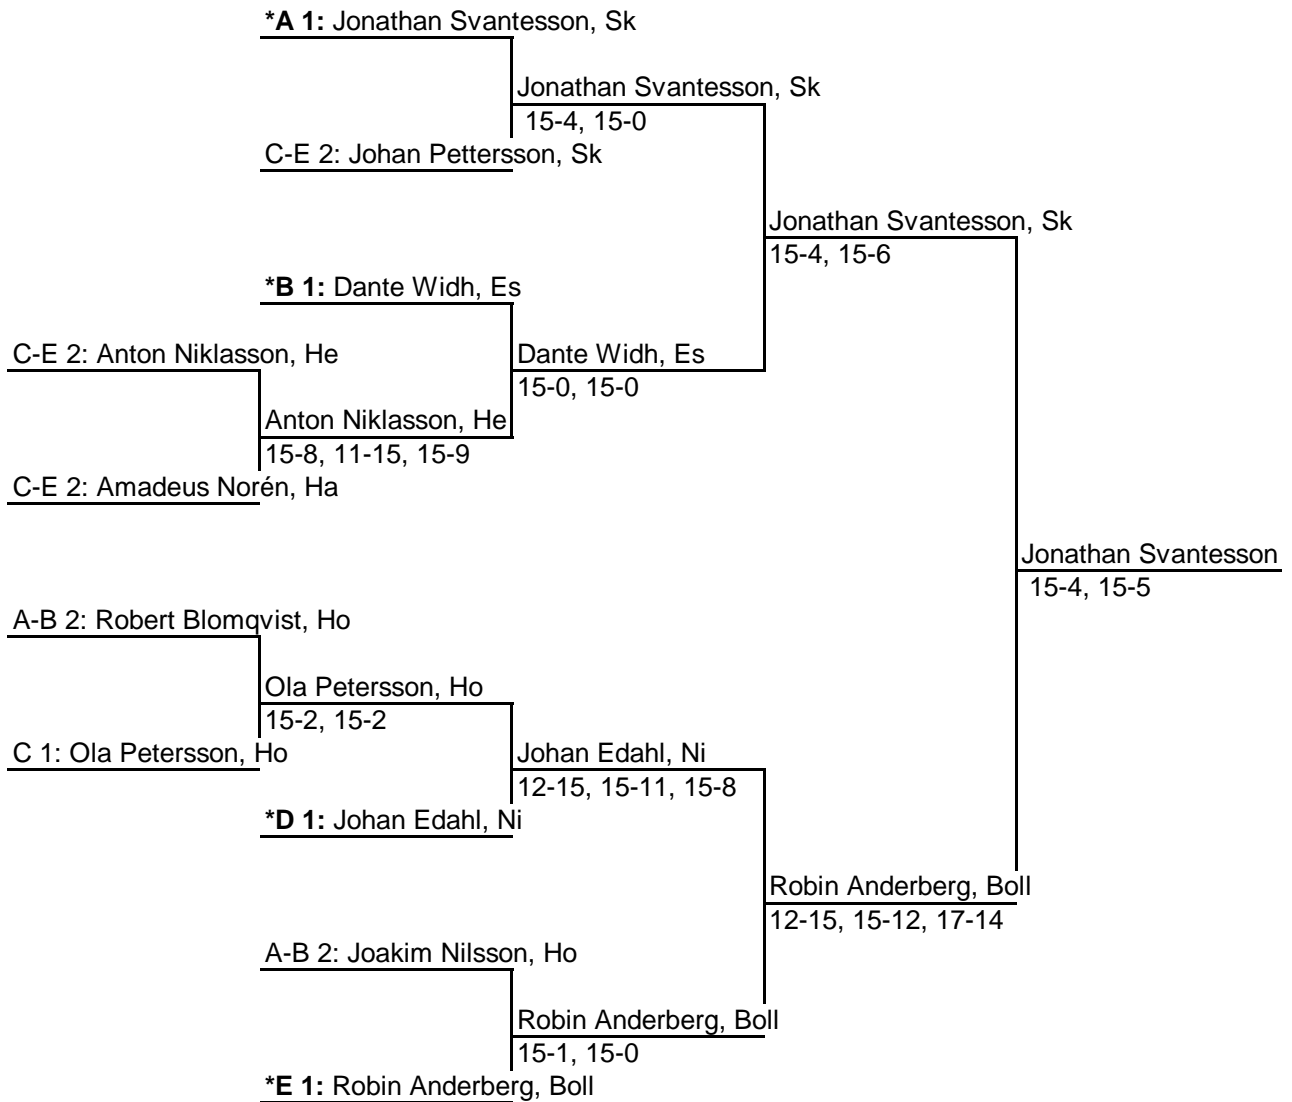 *A 1: Jonathan Svantesson, Sk
Jonathan Svantesson, Sk
15-4, 15-0
C-E 2: Johan Pettersson, Sk
Jonathan Svantesson, Sk
15-4, 15-6
*B 1: Dante Widh, Es
C-E 2: Anton Niklasson, He
Dante Widh, Es
15-0, 15-0
Anton Niklasson, He
15-8, 11-15, 15-9
C-E 2: Amadeus Norén, Ha
Jonathan Svantesson
15-4, 15-5
A-B 2: Robert Blomqvist, Ho
Ola Petersson, Ho
15-2, 15-2
C 1: Ola Petersson, Ho
Johan Edahl, Ni
12-15, 15-11, 15-8
*D 1: Johan Edahl, Ni
Robin Anderberg, Boll
12-15, 15-12, 17-14
A-B 2: Joakim Nilsson, Ho
Robin Anderberg, Boll
15-1, 15-0
*E 1: Robin Anderberg, Boll